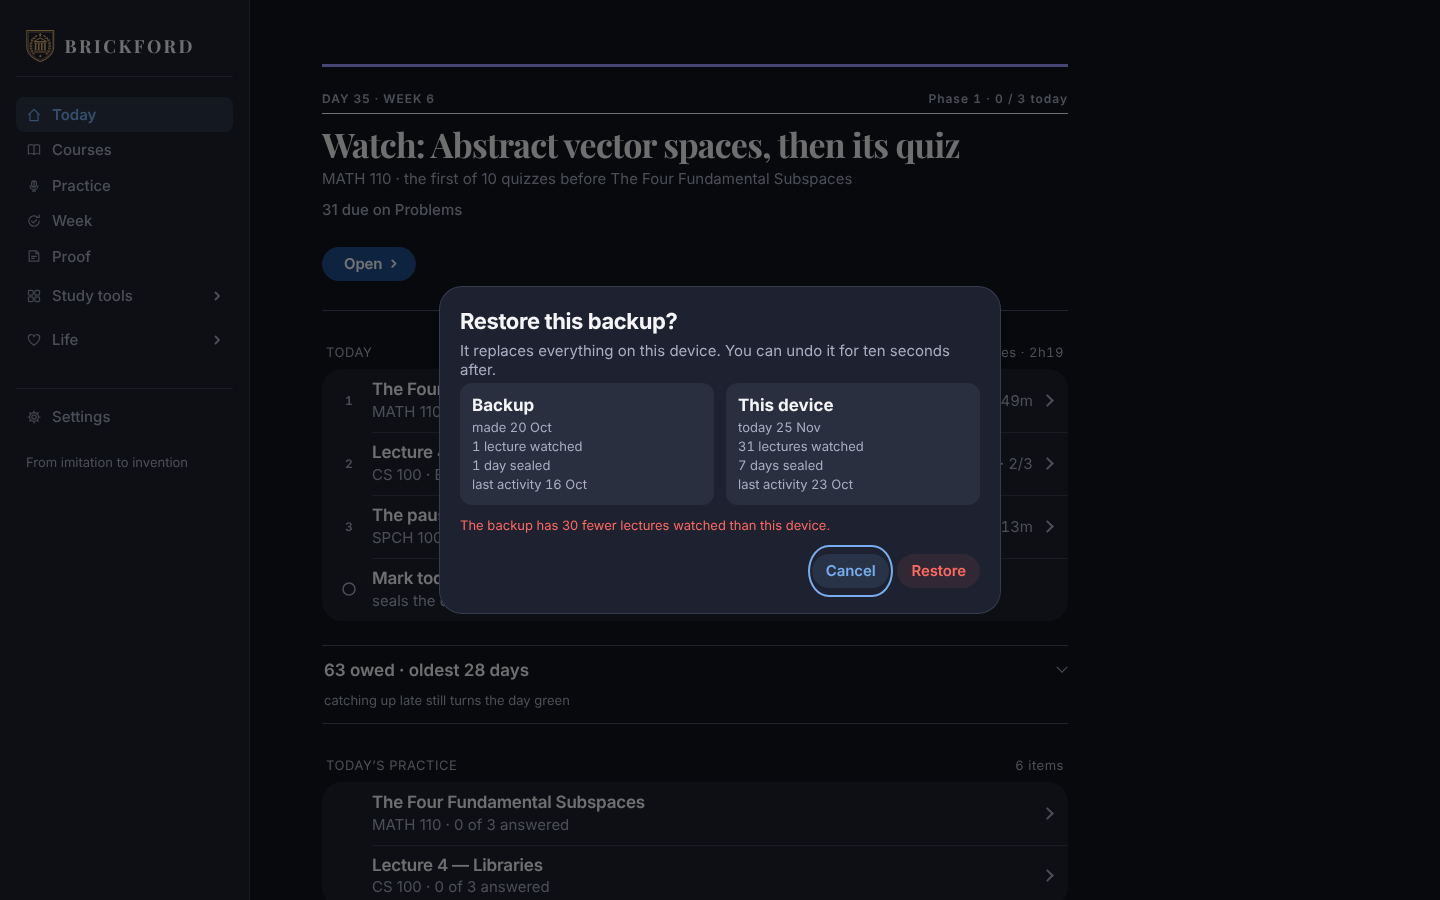 BRICKFORD
Today
Courses
Practice
Week
Proof
Study tools
Life
Settings
From imitation to invention
DAY 35 · WEEK 6
Phase 1 · 0 / 3 today
Watch: Abstract vector spaces, then its quiz
MATH 110 · the first of 10 quizzes before The Four Fundamental Subspaces
31 due on Problems
Open
TODAY
· 2h19
1
The
MATH 110
49m
2
Lecture
CS 100 ·
· 2/3
3
The
SPCH 100
13m
Mark
seals the
Restore this backup?
It replaces everything on this device. You can undo it for ten seconds
after.
Backup
made 20 Oct
1 lecture watched
1 day sealed
last activity 16 Oct
This device
today 25 Nov
31 lectures watched
7 days sealed
last activity 23 Oct
The backup has 30 fewer lectures watched than this device.
Cancel
Restore
63 owed · oldest 28 days
catching up late still turns the day green
TODAY'S PRACTICE
6 items
The Four Fundamental Subspaces
MATH 110 · 0 of 3 answered
Lecture 4 — Libraries
CS 100 · 0 of 3 answered